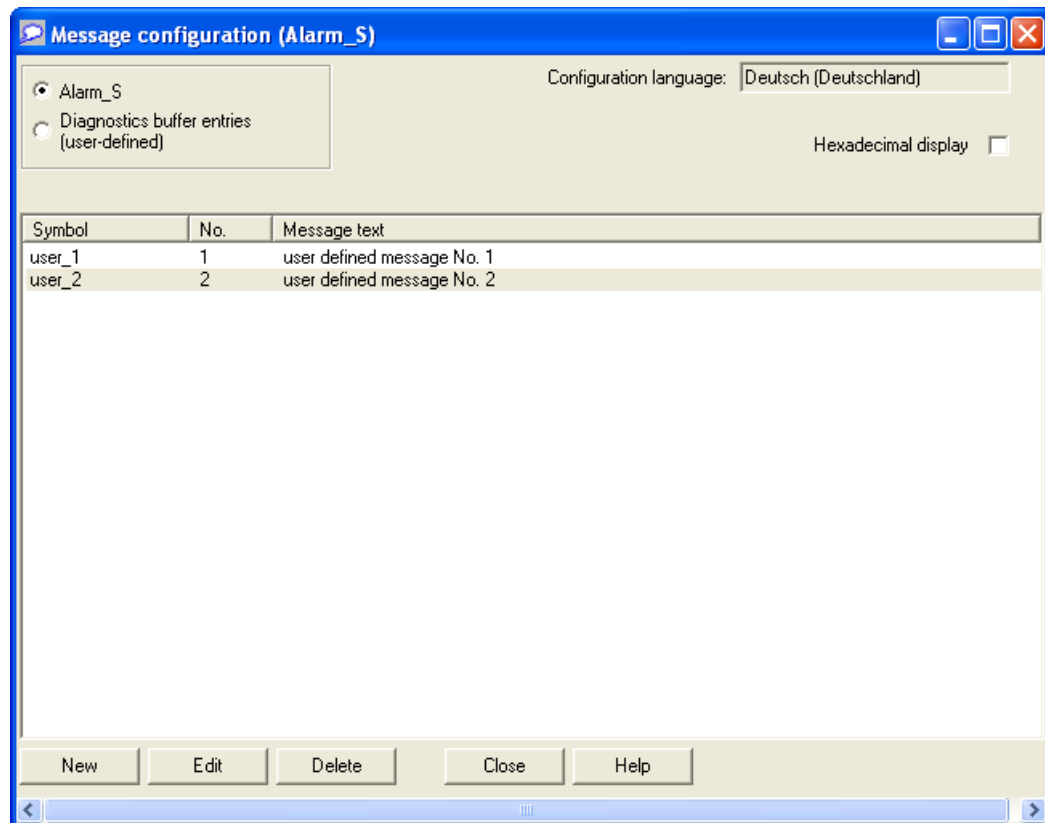 Message configuration (Alarm_S)
Alarm_S
Configuration language: Deutsch (Deutschland)
Diagnostics buffer entries
(user-defined)
Hexadecimal display
Symbol No. Message text
user_1 1 user defined message No. 1
user_2 2 user defined message No. 2
New Edit Delete Close Help